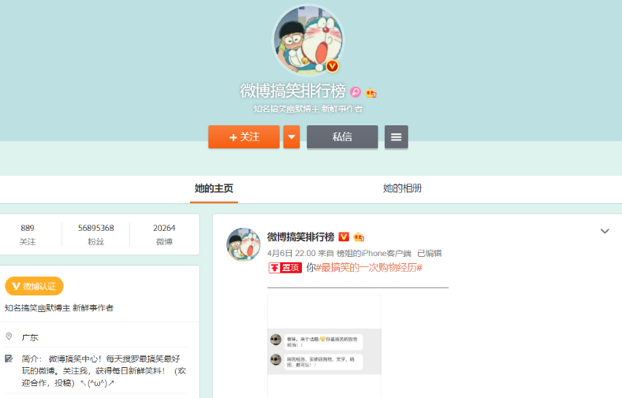 微博搞笑排行榜
知名搞笑幽默博主 新鲜事作者
+ 关注
私信
她的主页
她的相册
889
关注
56895368
粉丝
20264
微博
微博搞笑排行榜
4月6日 22:00 来自 榜姐的iPhone客户端 已编辑
置顶 你#最搞笑的一次购物经历#
V 微博认证
知名搞笑幽默博主 新鲜事作者
广东
简介: 微博搞笑中心!每天搜罗最搞笑最好
玩的微博。关注我,获得每日新鲜笑料! (欢
迎合作,投稿) ↖(^ω^)↗